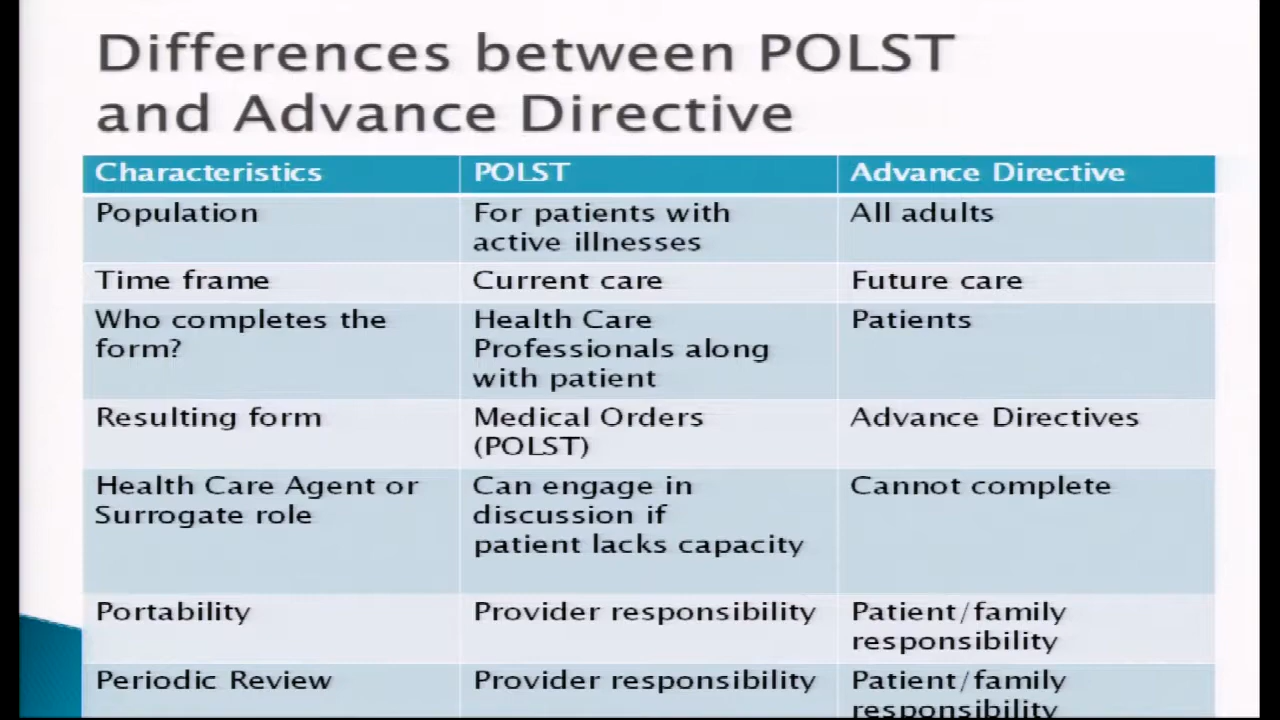 Differences between POLST
and Advance Directive
Characteristics
POLST
Advance Directive
Population
For patients with
active illnesses
All adults
Time frame
Current care
Future care
Who completes the
form?
Health Care
Professionals along
with patient
Patients
Resulting form
Medical Orders
(POLST)
Advance Directives
Health Care Agent or
Surrogate role
Can engage in
discussion if
patient lacks capacity
Cannot complete
Portability
Provider responsibility
Patient/family
responsibility
Periodic Review
Provider responsibility
Patient/family
responsibility